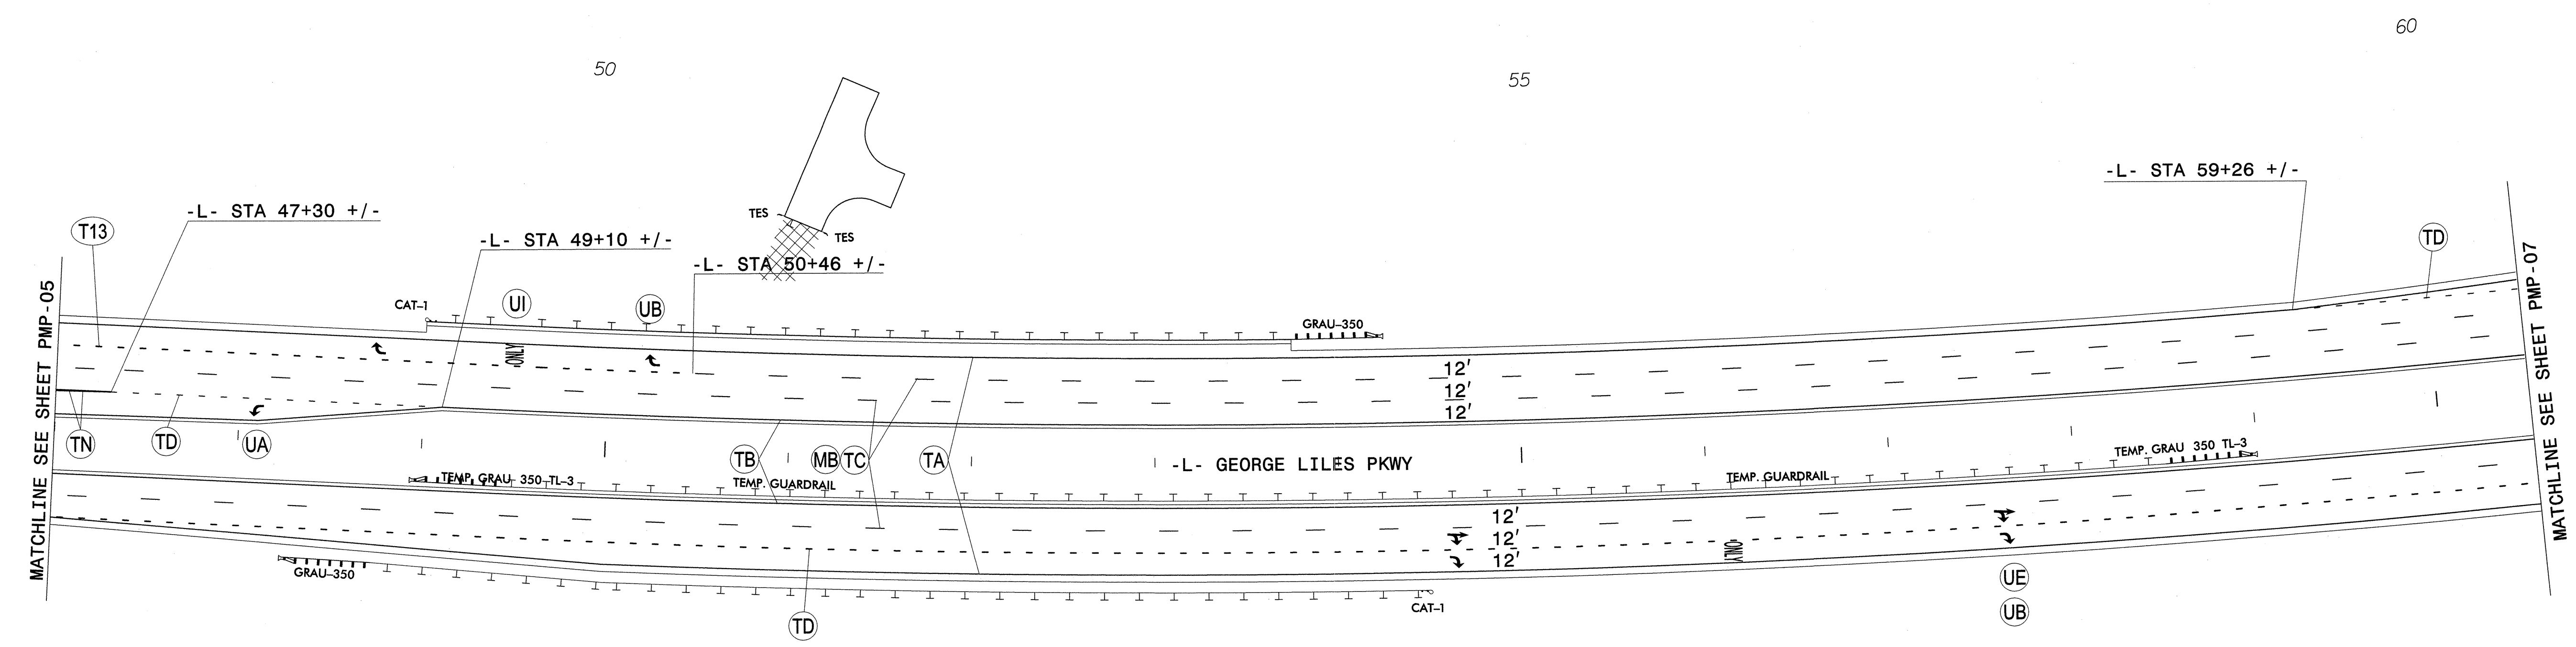 60
50
55
-L- STA 59+26 +/-
TES
-L- STA 47+30 +/-
T13
TES
TD
-L- STA 49+10 +/-
-L- STA 50+46 +/-
MATCHLINE SEE SHEET PMP-05
MATCHLINE SEE SHEET PMP-07
CAT-1
UI
UB
GRAU-350
ONLY
12'
12'
12'
TN
TD
UA
TB
MB
TC
TA
-L- GEORGE LILES PKWY
TEMP. GRAU 350 TL-3
TEMP. GRAU 350 TL-3
TEMP. GUARDRAIL
TEMP. GUARDRAIL
12'
12'
12'
ONLY
GRAU-350
UE
CAT-1
UB
TD